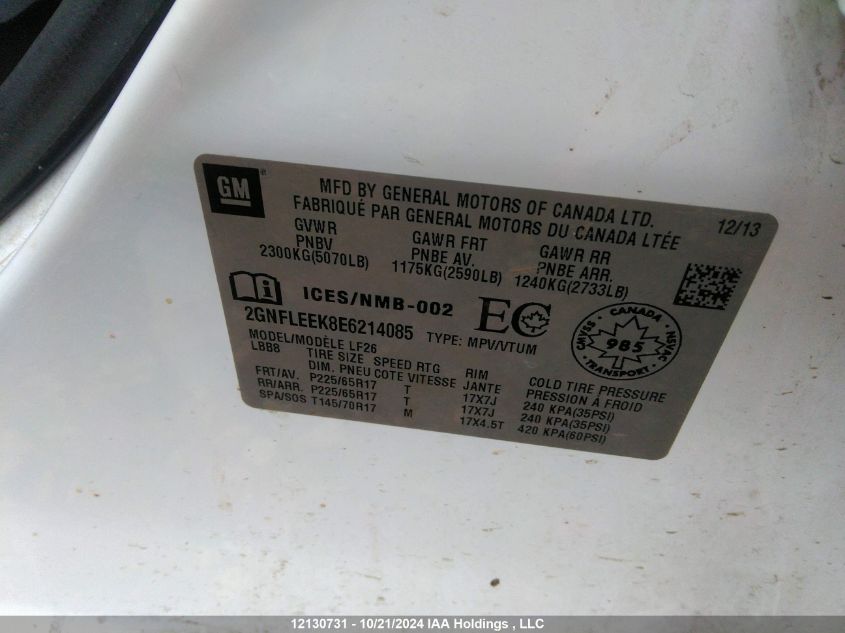 GM
MFD BY GENERAL MOTORS OF CANADA LTD.
FABRIQUÉ PAR GENERAL MOTORS DU CANADA LTÉE
12/13
GVWR GAWR FRT GAWR RR
PNBV PNBE AV. PNBE ARR.
2300KG(5070LB) 1175KG(2590LB) 1240KG(2733LB)
ICES/NMB-002
EC
2GNFLEEK8E6214085 TYPE: MPV/VTUM
CANADA
CMVSS 985 NSVAC
TRANSPORT
MODEL/MODÈLE LF26
LBB8 TIRE SIZE SPEED RTG RIM COLD TIRE PRESSURE
DIM. PNEU COTE VITESSE JANTE PRESSION À FROID
FRT/AV. P225/65R17 T 17X7J 240 KPA(35PSI)
RR/ARR. P225/65R17 T 17X7J 240 KPA(35PSI)
SPA/SOS T145/70R17 M 17X4.5T 420 KPA(60PSI)
12130731 - 10/21/2024 IAA Holdings , LLC